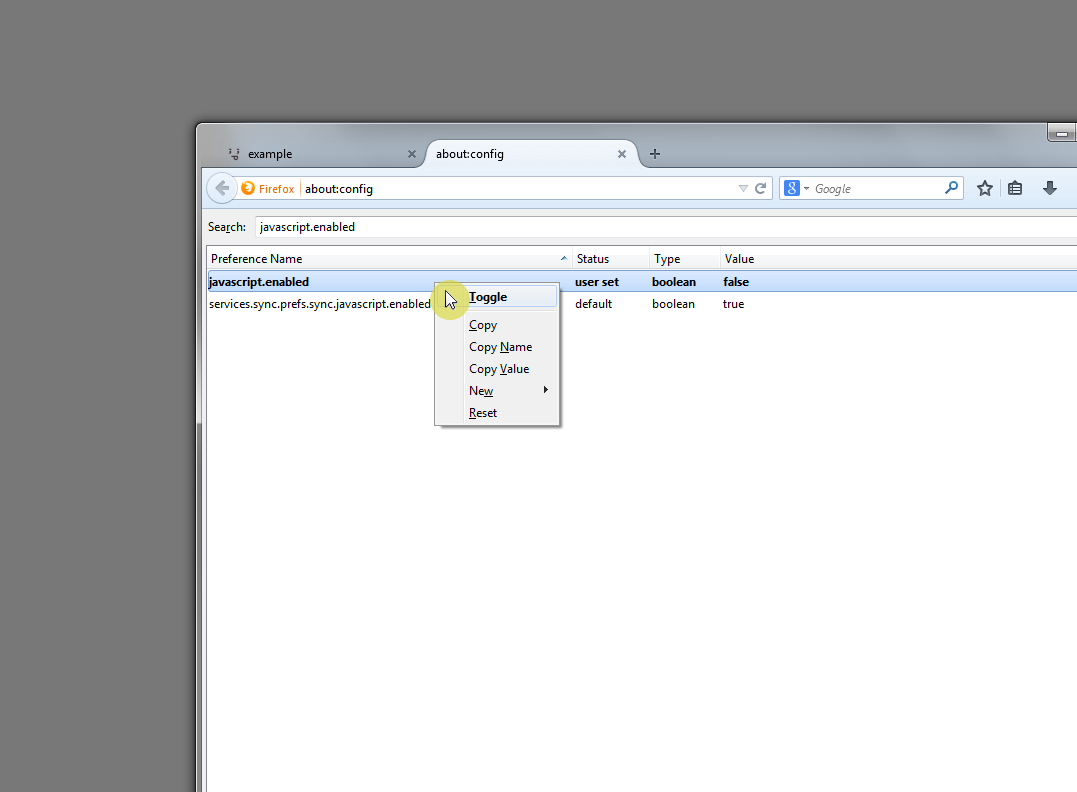 example
about:config
Firefox about:config
8 Google
Search: javascript.enabled
Preference Name Status Type Value
javascript.enabled user set boolean false
services.sync.prefs.sync.javascript.enabled default boolean true
Toggle
Copy
Copy Name
Copy Value
New
Reset